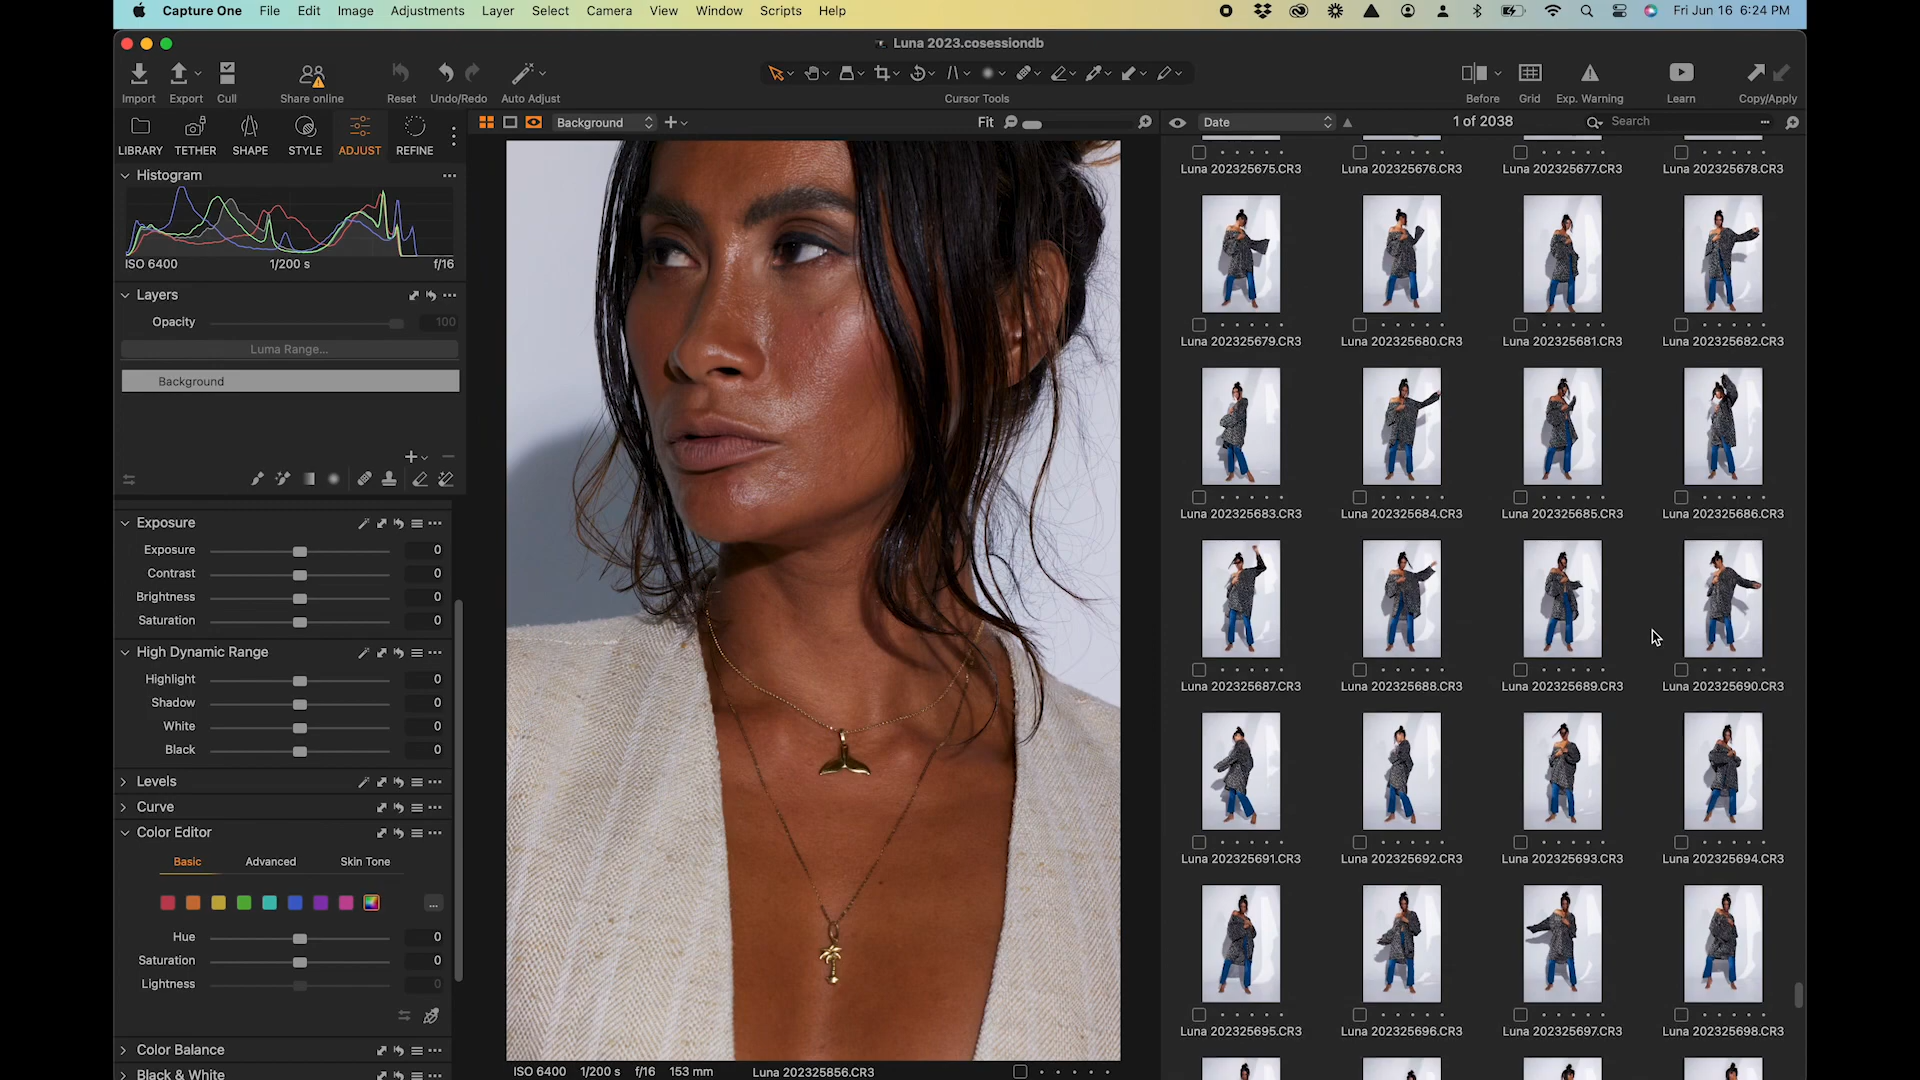 Capture One File Edit Image Adjustments Layer Select Camera View Window Scripts Help Fri Jun 16 6:24 PM
Luna 2023.cosessiondb
Import Export Cull Share online Reset Undo/Redo Auto Adjust Cursor Tools Before Grid Exp. Warning Learn Copy/Apply
LIBRARY TETHER SHAPE STYLE ADJUST REFINE
Background Fit Date 1 of 2038 Search
Histogram
ISO 6400 1/200 s f/16
Layers
Opacity 100
Luma Range...
Background
Exposure
Exposure 0
Contrast 0
Brightness 0
Saturation 0
High Dynamic Range
Highlight 0
Shadow 0
White 0
Black 0
Levels
Curve
Color Editor
Basic Advanced Skin Tone
Hue 0
Saturation 0
Lightness 0
Color Balance
Black & White
ISO 6400 1/200 s f/16 153 mm Luna 202325856.CR3
Luna 202325675.CR3 Luna 202325676.CR3 Luna 202325677.CR3 Luna 202325678.CR3
Luna 202325679.CR3 Luna 202325680.CR3 Luna 202325681.CR3 Luna 202325682.CR3
Luna 202325683.CR3 Luna 202325684.CR3 Luna 202325685.CR3 Luna 202325686.CR3
Luna 202325687.CR3 Luna 202325688.CR3 Luna 202325689.CR3 Luna 202325690.CR3
Luna 202325691.CR3 Luna 202325692.CR3 Luna 202325693.CR3 Luna 202325694.CR3
Luna 202325695.CR3 Luna 202325696.CR3 Luna 202325697.CR3 Luna 202325698.CR3